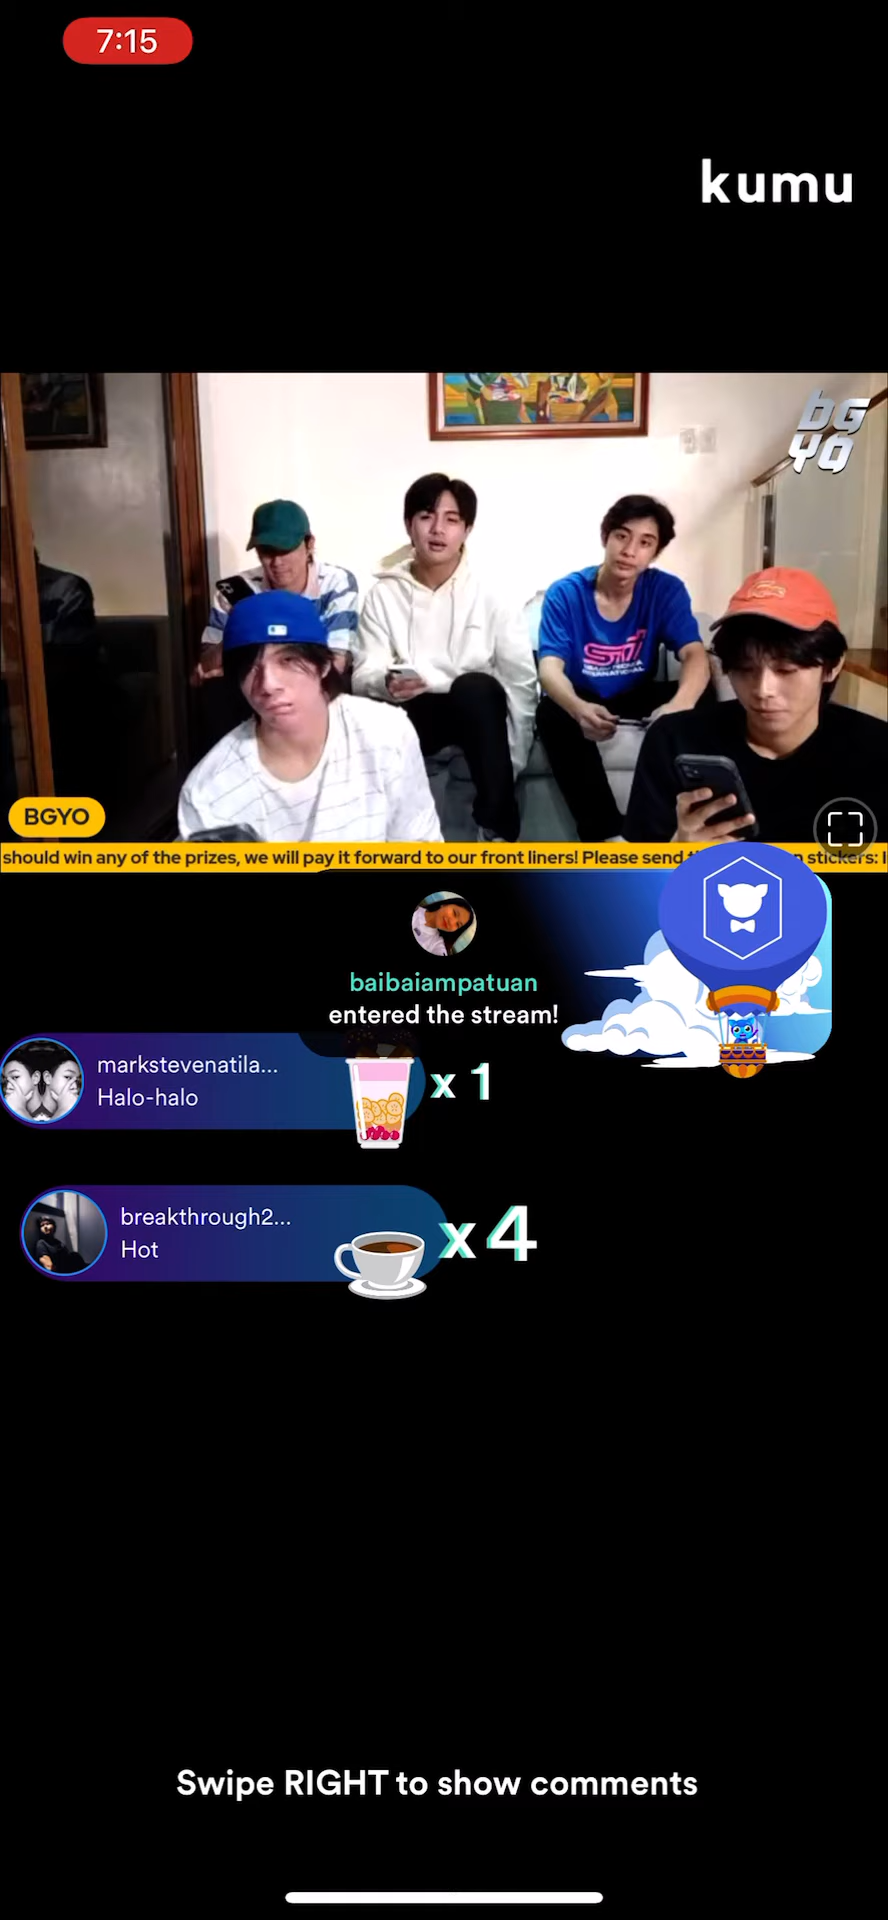 7:15
kumu
bG
YO
STI
INTERNATIONAL
BGYO
should win any of the prizes, we will pay it forward to our front liners! Please send
stickers:
baibaiampatuan
entered the stream!
markstevenatila...
Halo-halo
x 1
breakthrough2...
Hot
x 4
Swipe RIGHT to show comments